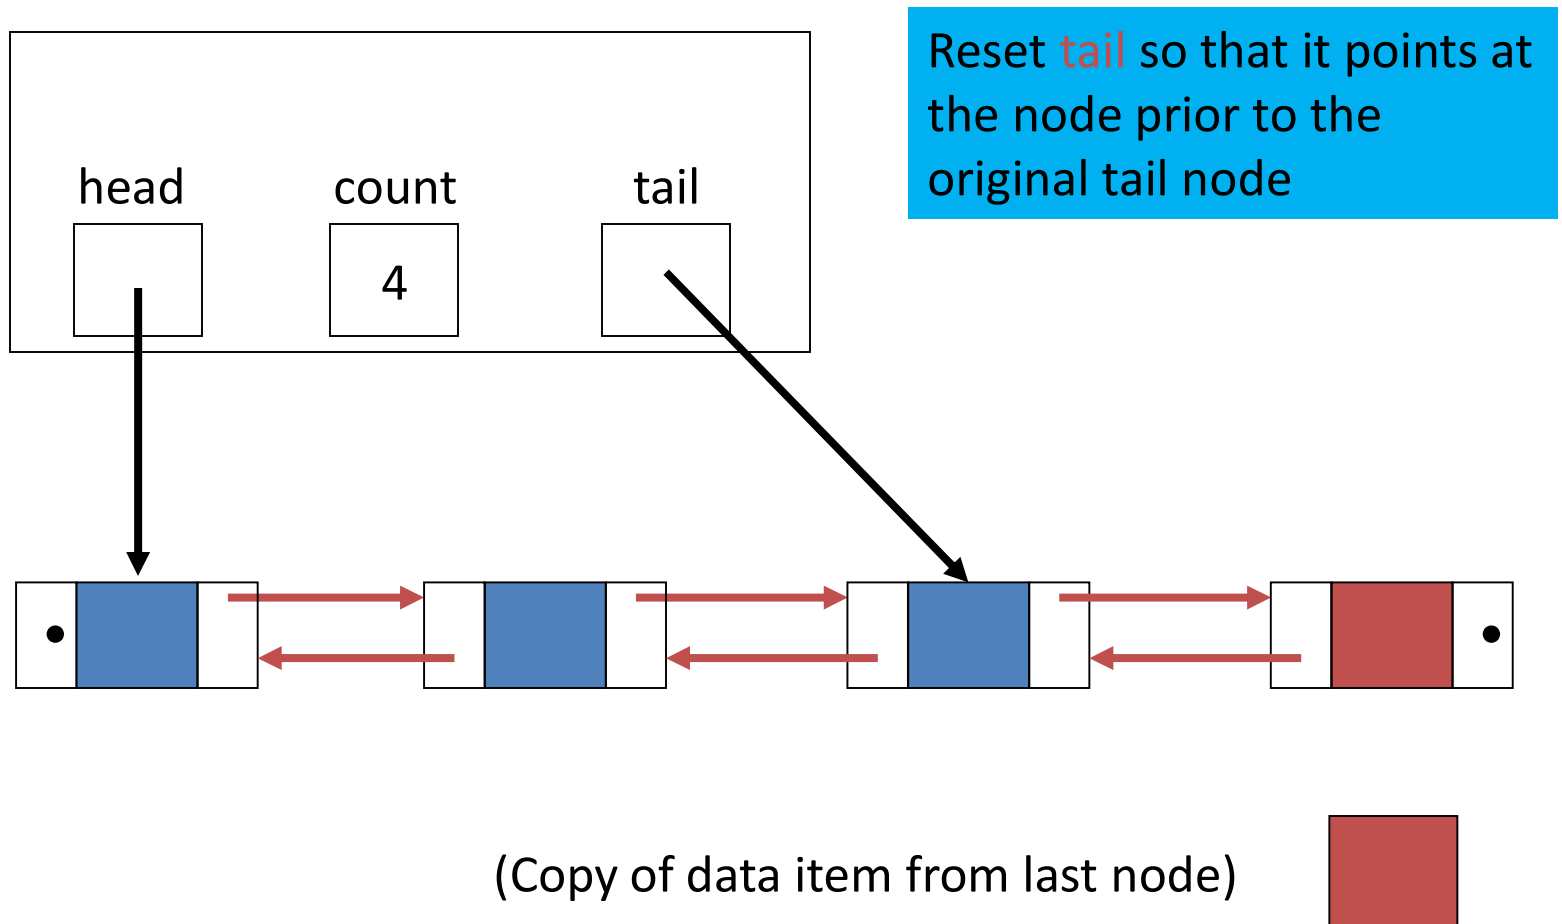 Reset tail so that it points at
the node prior to the
original tail node
head count tail
4
(Copy of data item from last node)